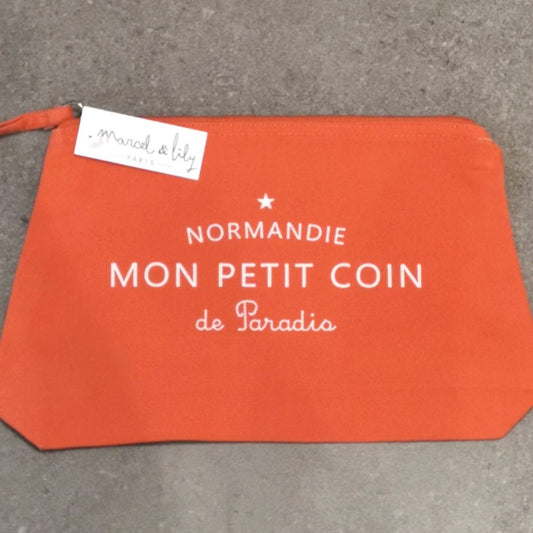 Marcel & lily
PARIS
NORMANDIE
MON PETIT COIN
de Paradis